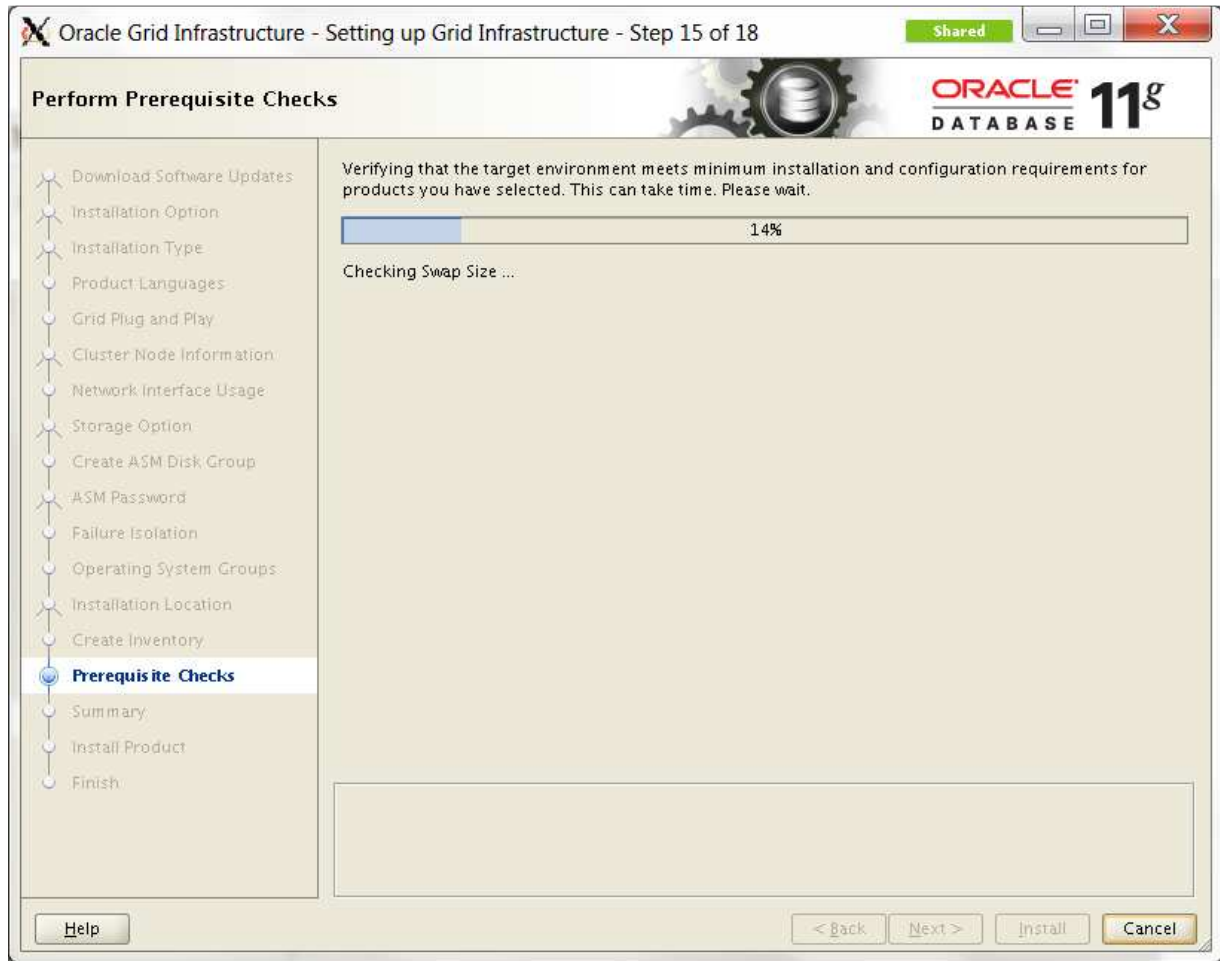 Oracle Grid Infrastructure - Setting up Grid Infrastructure - Step 15 of 18
Shared
Perform Prerequisite Checks
ORACLE 11g
DATABASE
Download Software Updates
Installation Option
Installation Type
Product Languages
Grid Plug and Play
Cluster Node Information
Network Interface Usage
Storage Option
Create ASM Disk Group
ASM Password
Failure Isolation
Operating System Groups
Installation Location
Create Inventory
Prerequisite Checks
Summary
Install Product
Finish
Verifying that the target environment meets minimum installation and configuration requirements for
products you have selected. This can take time. Please wait.
14%
Checking Swap Size ...
Help
< Back
Next >
Install
Cancel